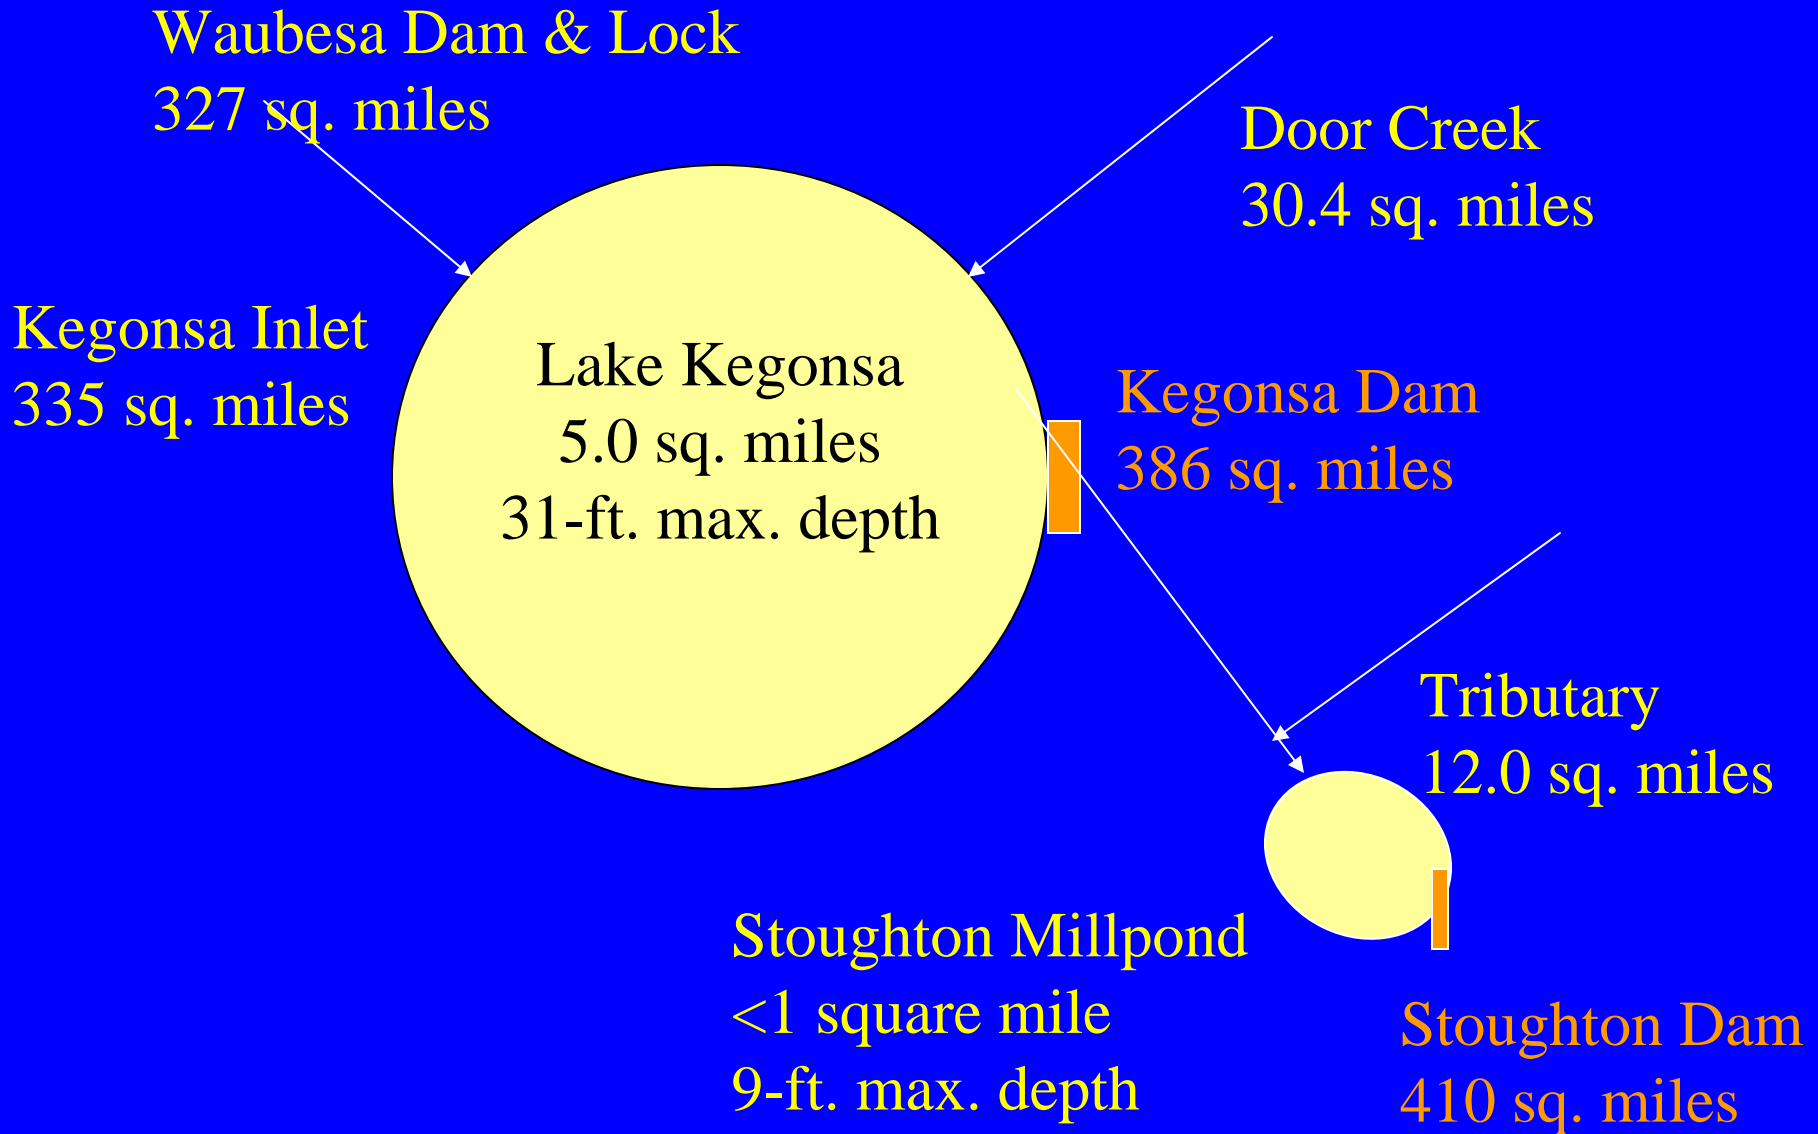 Waubesa Dam & Lock
327 sq. miles
Door Creek
30.4 sq. miles
Kegonsa Inlet
335 sq. miles
Lake Kegonsa
5.0 sq. miles
31-ft. max. depth
Kegonsa Dam
386 sq. miles
Tributary
12.0 sq. miles
Stoughton Millpond
<1 square mile
9-ft. max. depth
Stoughton Dam
410 sq. miles